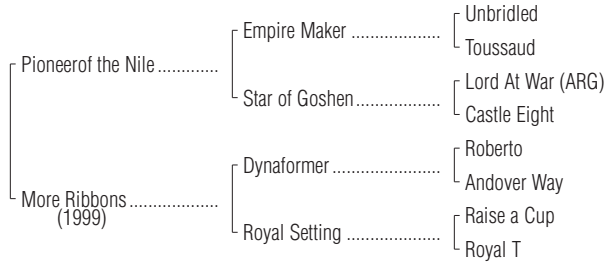 Unbridled
Empire Maker ..................
Toussaud
Pioneerof the Nile .............
Lord At War (ARG)
Star of Goshen .................
Castle Eight
Roberto
Dynaformer ......................
Andover Way
More Ribbons ...................
(1999)
Raise a Cup
Royal Setting ...................
Royal T